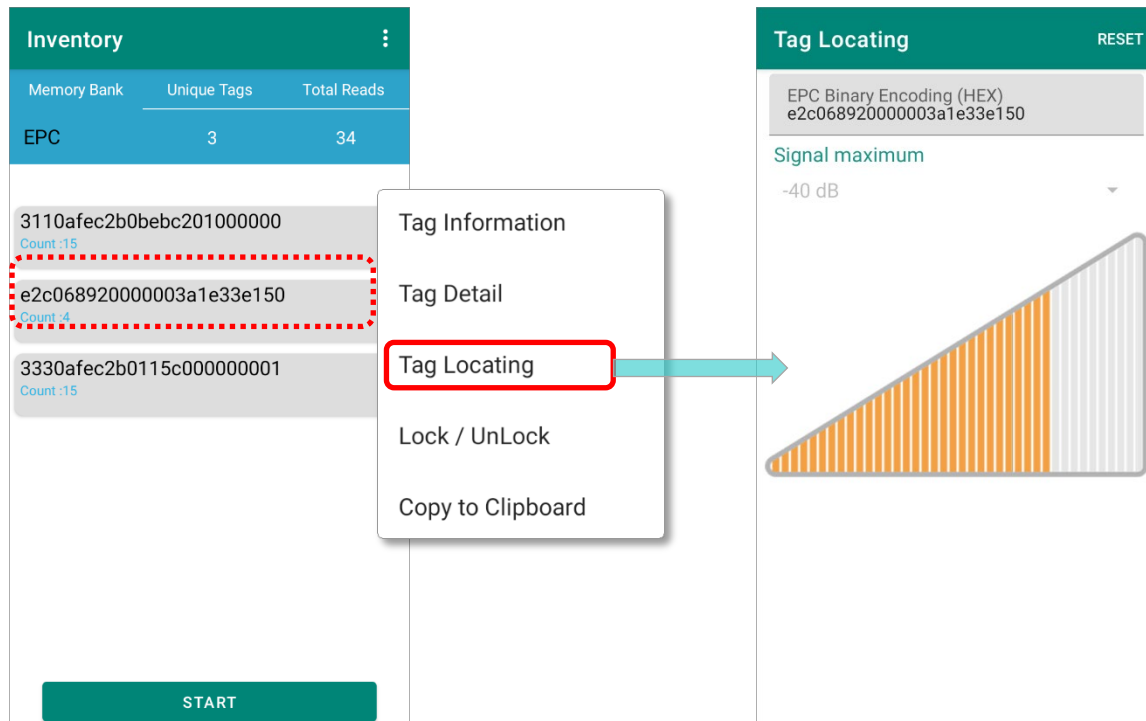 Inventory
Memory Bank Unique Tags Total Reads
EPC 3 34
3110afec2b0bebc201000000
Count :15
e2c068920000003a1e33e150
Count :4
3330afec2b0115c000000001
Count :15
START
Tag Information
Tag Detail
Tag Locating
Lock / UnLock
Copy to Clipboard
Tag Locating RESET
EPC Binary Encoding (HEX)
e2c068920000003a1e33e150
Signal maximum
-40 dB